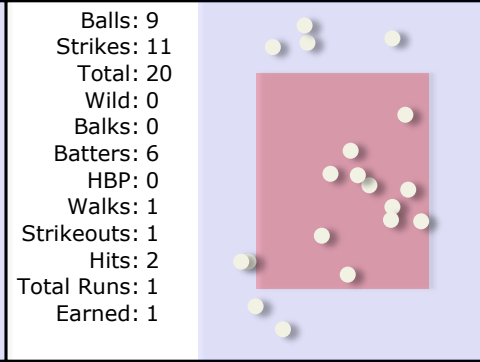 Balls: 9
Strikes: 11
Total: 20
Wild: 0
Balks: 0
Batters: 6
HBP: 0
Walks: 1
Strikeouts: 1
Hits: 2
Total Runs: 1
Earned: 1